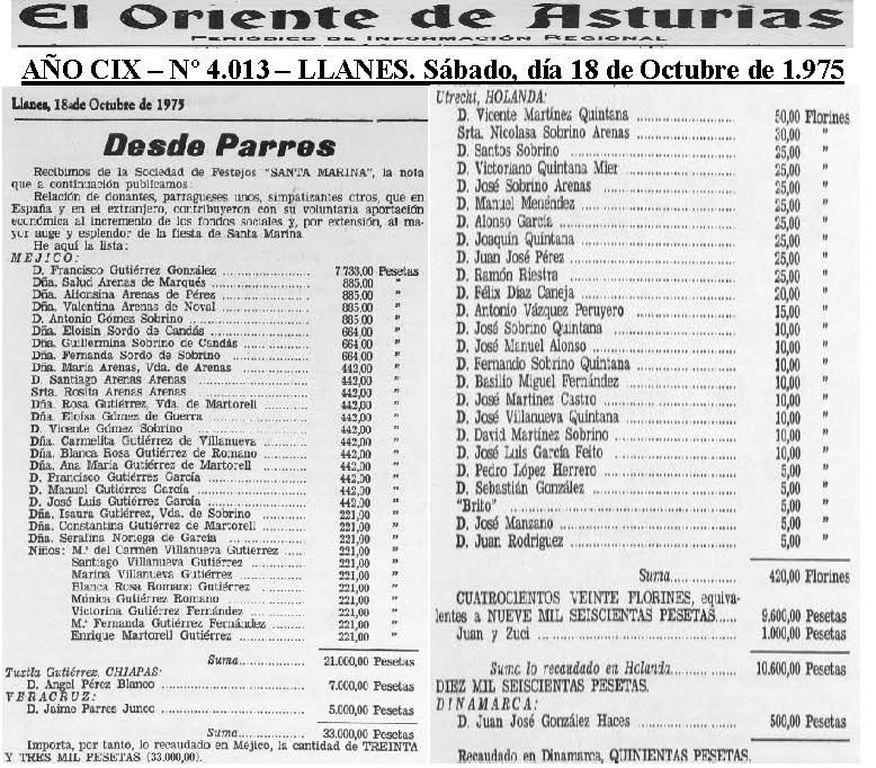 El Oriente de Asturias
PERIÓDICO DE INFORMACIÓN REGIONAL
AÑO CIX – Nº 4.013 – LLANES. Sábado, día 18 de Octubre de 1.975
Llanes, 18 de Octubre de 1975
Desde Parres
Recibimos de la Sociedad de Festejos "SANTA MARINA", la nota
que a continuación publicamos:
Relación de donantes, parragueses unos, simpatizantes otros, que en
España y en el extranjero, contribuyeron con su voluntaria aportación
económica al incremento de los fondos sociales y, por extensión, al ma-
yor auge y esplendor de la fiesta de Santa Marina.
He aquí la lista:
MEJICO:
D. Francisco Gutiérrez González ........ 7.733,00 Pesetas
Dña. Salud Arenas de Marqués ........ 885,00 "
Dña. Alfonsina Arenas de Pérez ........ 885,00 "
Dña. Valentina Arenas de Noval ........ 885,00 "
D. Antonio Gómez Sobrino ........ 885,00 "
Dña. Eloisín Sordo de Candás ........ 664,00 "
Dña. Guillermina Sobrino de Candás ........ 664,00 "
Dña. Fernanda Sordo de Sobrino ........ 664,00 "
Dña. María Arenas, Vda. de Arenas ........ 442,00 "
D. Santiago Arenas Arenas ........ 442,00 "
Srta. Rosita Arenas Arenas ........ 442,00 "
Dña. Rosa Gutiérrez, Vda. de Martorell ........ 442,00 "
Dña. Eloísa Gómez de Guerra ........ 442,00 "
D. Vicente Gómez Sobrino ........ 442,00 "
Dña. Carmelita Gutiérrez de Villanueva ........ 442,00 "
Dña. Blanca Rosa Gutiérrez de Romano ........ 442,00 "
Dña. Ana María Gutiérrez de Martorell ........ 442,00 "
D. Francisco Gutiérrez García ........ 442,00 "
D. Manuel Gutiérrez García ........ 442,00 "
D. José Luis Gutiérrez García ........ 442,00 "
Dña. Isaura Gutiérrez, Vda. de Sobrino ........ 221,00 "
Dña. Constantina Gutiérrez de Martorell ........ 221,00 "
Dña. Serafina Noriega de García ........ 221,00 "
Niños: M.ª del Carmen Villanueva Gutierrez ..... 221,00 "
Santiago Villanueva Gutiérrez ........ 221,00 "
Marina Villanueva Gutiérrez ........ 221,00 "
Blanca Rosa Romano Gutiérrez ........ 221,00 "
Mónica Gutiérrez Romano ........ 221,00 "
Victorina Gutiérrez Fernández ........ 221,00 "
M.ª Fernanda Gutiérrez Fernández ........ 221,00 "
Enrique Martorell Gutiérrez ........ 221,00 "
Suma........ 21.000,00 Pesetas
Tuxtla Gutiérrez, CHIAPAS:
D. Angel Pérez Blanco ........ 7.000,00 Pesetas
VERACRUZ:
D. Jaime Parres Junco ........ 5.000,00 Pesetas
Suma........ 33.000,00 Pesetas
Importa, por tanto, lo recaudado en Méjico, la cantidad de TREINTA
Y TRES MIL PESETAS (33.000,00).
Utrecht, HOLANDA:
D. Vicente Martínez Quintana ........ 50,00 Florines
Srta. Nicolasa Sobrino Arenas ........ 30,00 "
D. Santos Sobrino ........ 25,00 "
D. Victoriano Quintana Mier ........ 25,00 "
D. José Sobrino Arenas ........ 25,00 "
D. Manuel Menéndez ........ 25,00 "
D. Alonso García ........ 25,00 "
D. Joaquín Quintana ........ 25,00 "
D. Juan José Pérez ........ 25,00 "
D. Ramón Riestra ........ 25,00 "
D. Félix Díaz Caneja ........ 20,00 "
D. Antonio Vázquez Peruyero ........ 15,00 "
D. José Sobrino Quintana ........ 10,00 "
D. José Manuel Alonso ........ 10,00 "
D. Fernando Sobrino Quintana ........ 10,00 "
D. Basilio Miguel Fernández ........ 10,00 "
D. José Martínez Castro ........ 10,00 "
D. José Villanueva Quintana ........ 10,00 "
D. David Martínez Sobrino ........ 10,00 "
D. José Luis García Feito ........ 10,00 "
D. Pedro López Herrero ........ 5,00 "
D. Sebastián González ........ 5,00 "
"Brito" ........ 5,00 "
D. José Manzano ........ 5,00 "
D. Juan Rodríguez ........ 5,00 "
Suma........ 420,00 Florines
CUATROCIENTOS VEINTE FLORINES, equiva-
lentes a NUEVE MIL SEISCIENTAS PESETAS..... 9.600,00 Pesetas
Juan y Zuci ........ 1.000,00 Pesetas
Suma lo recaudado en Holanda........ 10.600,00 Pesetas
DIEZ MIL SEISCIENTAS PESETAS.
DINAMARCA:
D. Juan José González Haces ........ 500,00 Pesetas
Recaudado en Dinamarca, QUINIENTAS PESETAS.